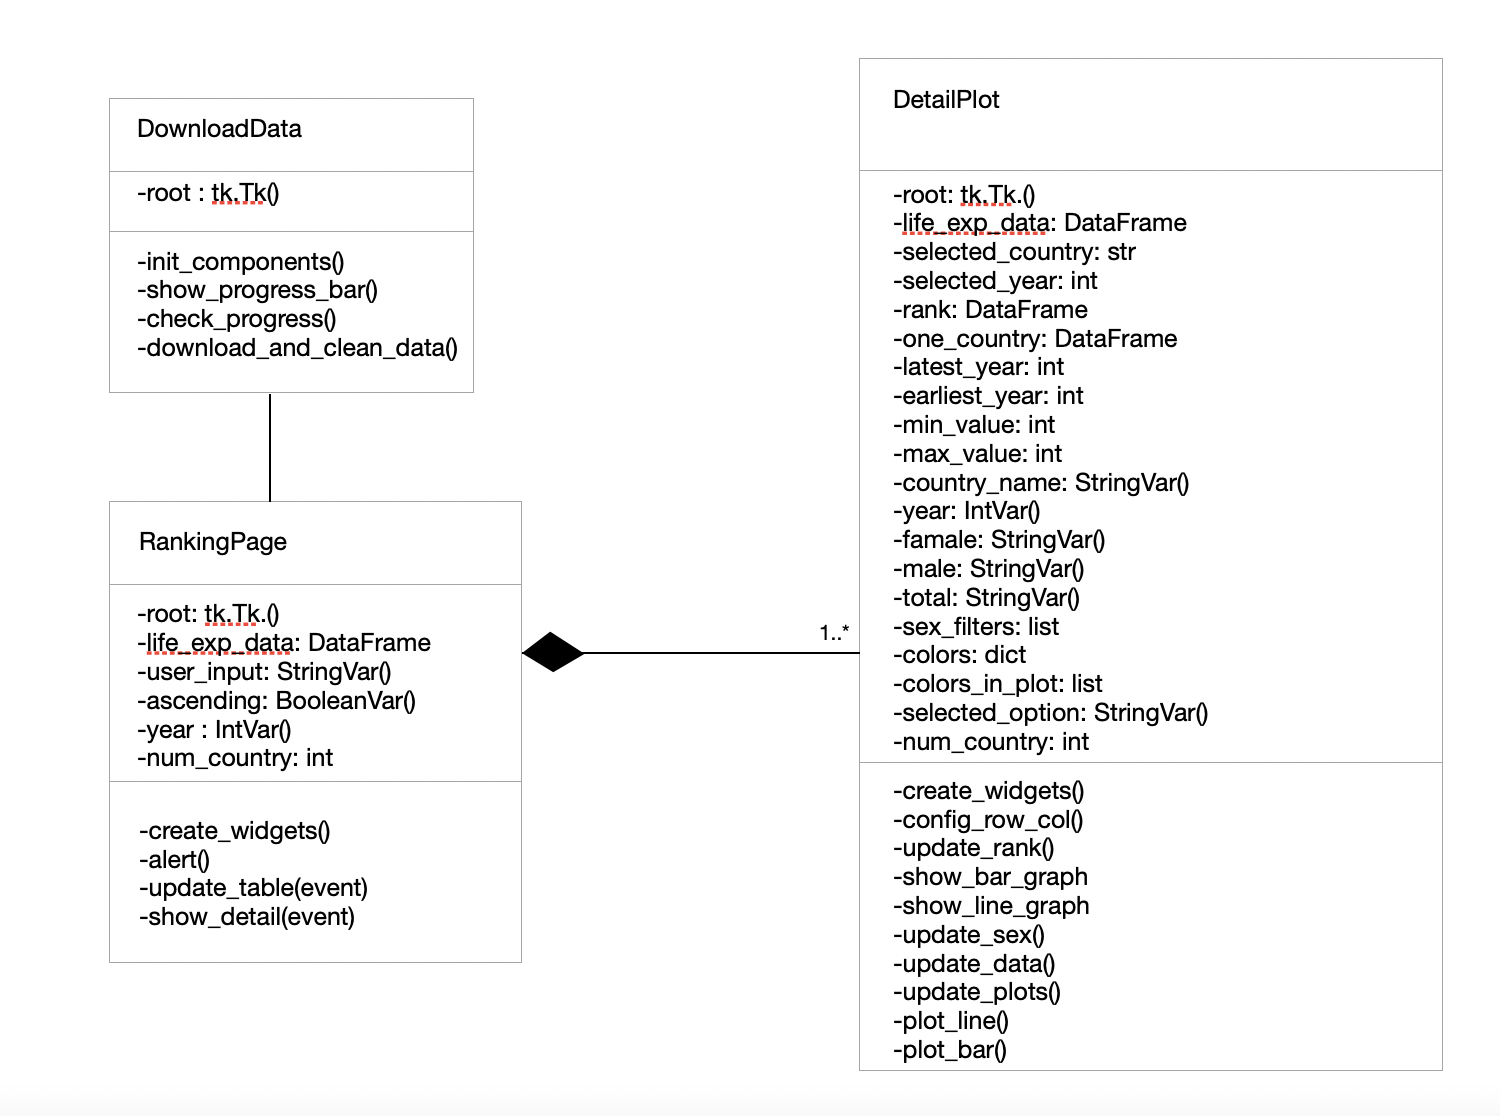 DownloadData
-root : tk.Tk()
-init_components()
-show_progress_bar()
-check_progress()
-download_and_clean_data()
RankingPage
-root: tk.Tk.()
-life_exp_data: DataFrame
-user_input: StringVar()
-ascending: BooleanVar()
-year : IntVar()
-num_country: int
-create_widgets()
-alert()
-update_table(event)
-show_detail(event)
1..*
DetailPlot
-root: tk.Tk.()
-life_exp_data: DataFrame
-selected_country: str
-selected_year: int
-rank: DataFrame
-one_country: DataFrame
-latest_year: int
-earliest_year: int
-min_value: int
-max_value: int
-country_name: StringVar()
-year: IntVar()
-famale: StringVar()
-male: StringVar()
-total: StringVar()
-sex_filters: list
-colors: dict
-colors_in_plot: list
-selected_option: StringVar()
-num_country: int
-create_widgets()
-config_row_col()
-update_rank()
-show_bar_graph
-show_line_graph
-update_sex()
-update_data()
-update_plots()
-plot_line()
-plot_bar()